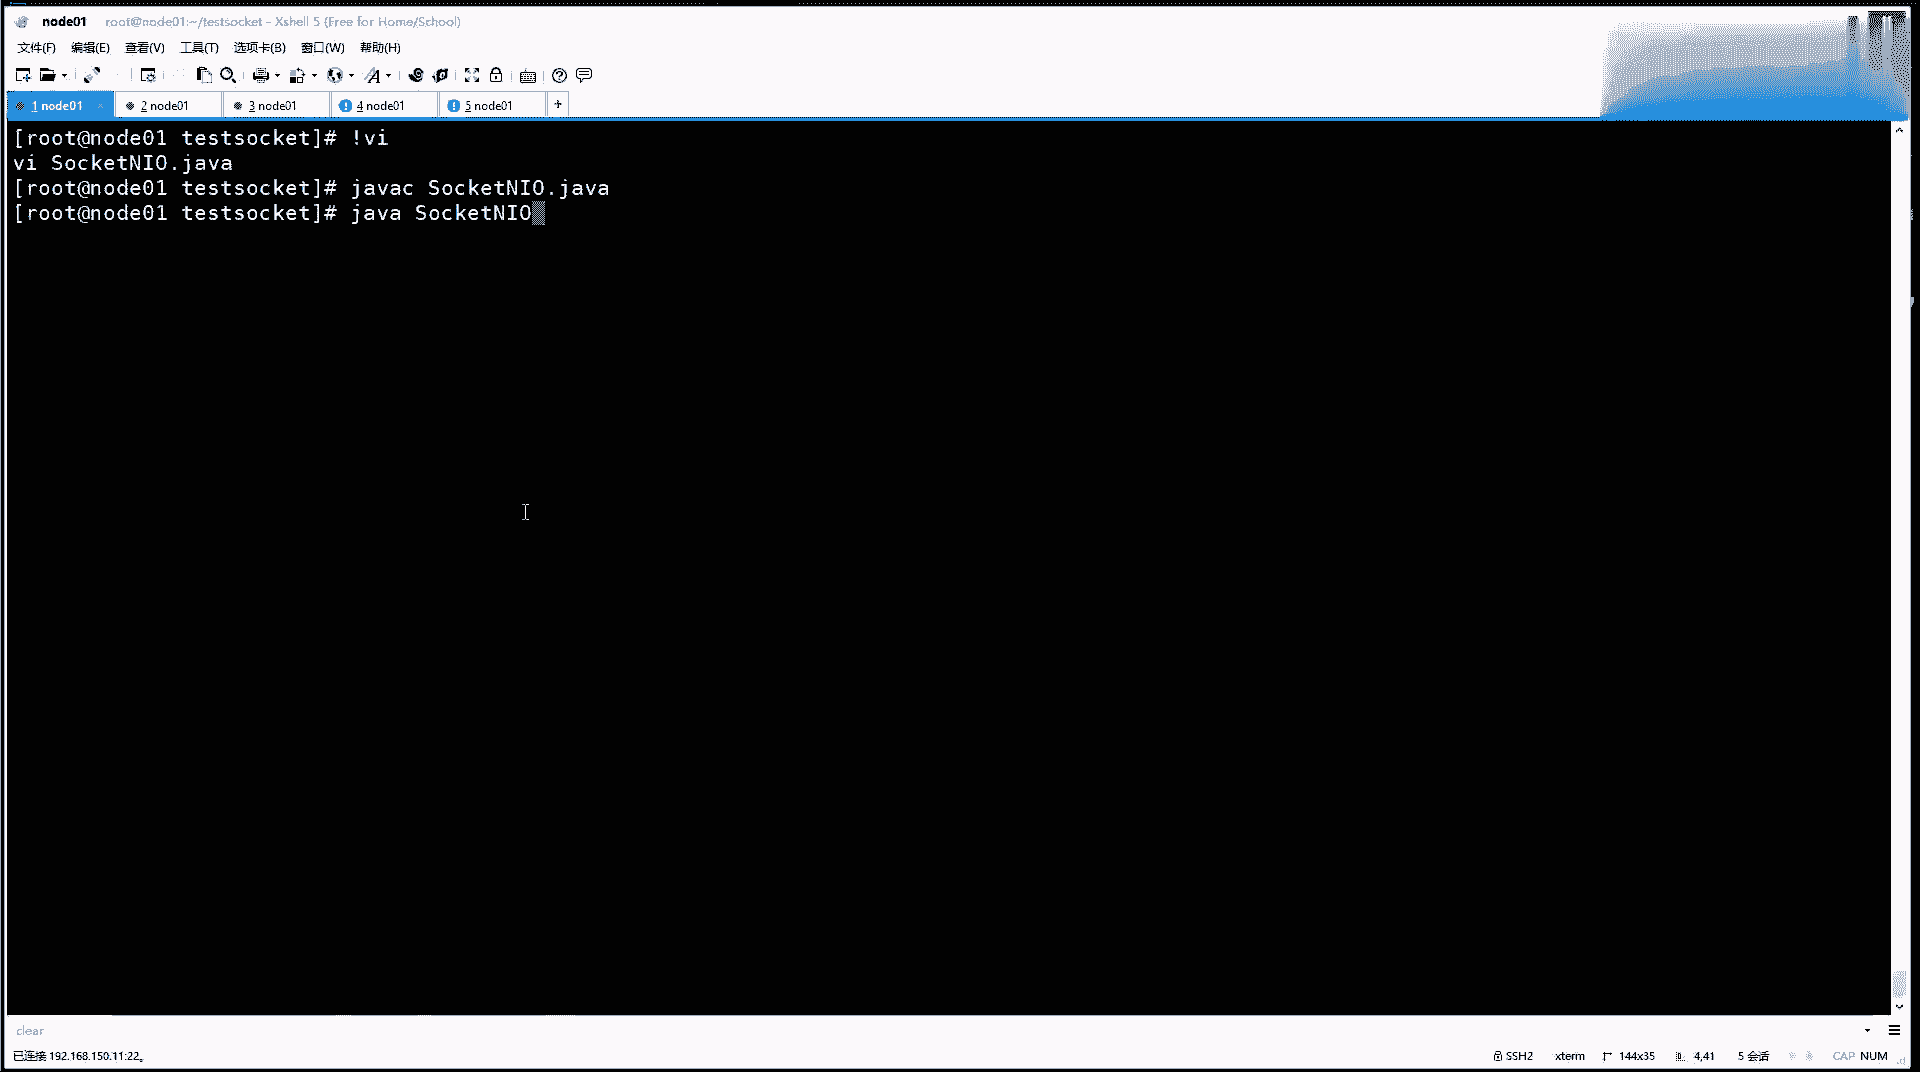 node01 root@node01:~/testsocket - Xshell 5 (Free for Home/School)
文件(F) 编辑(E) 查看(V) 工具(T) 选项卡(B) 窗口(W) 帮助(H)
1 node01 × 2 node01 3 node01 4 node01 5 node01 +
[root@node01 testsocket]# !vi
vi SocketNIO.java
[root@node01 testsocket]# javac SocketNIO.java
[root@node01 testsocket]# java SocketNIO
clear
已连接 192.168.150.11:22。 SSH2 xterm 144x35 4,41 5 会话 CAP NUM